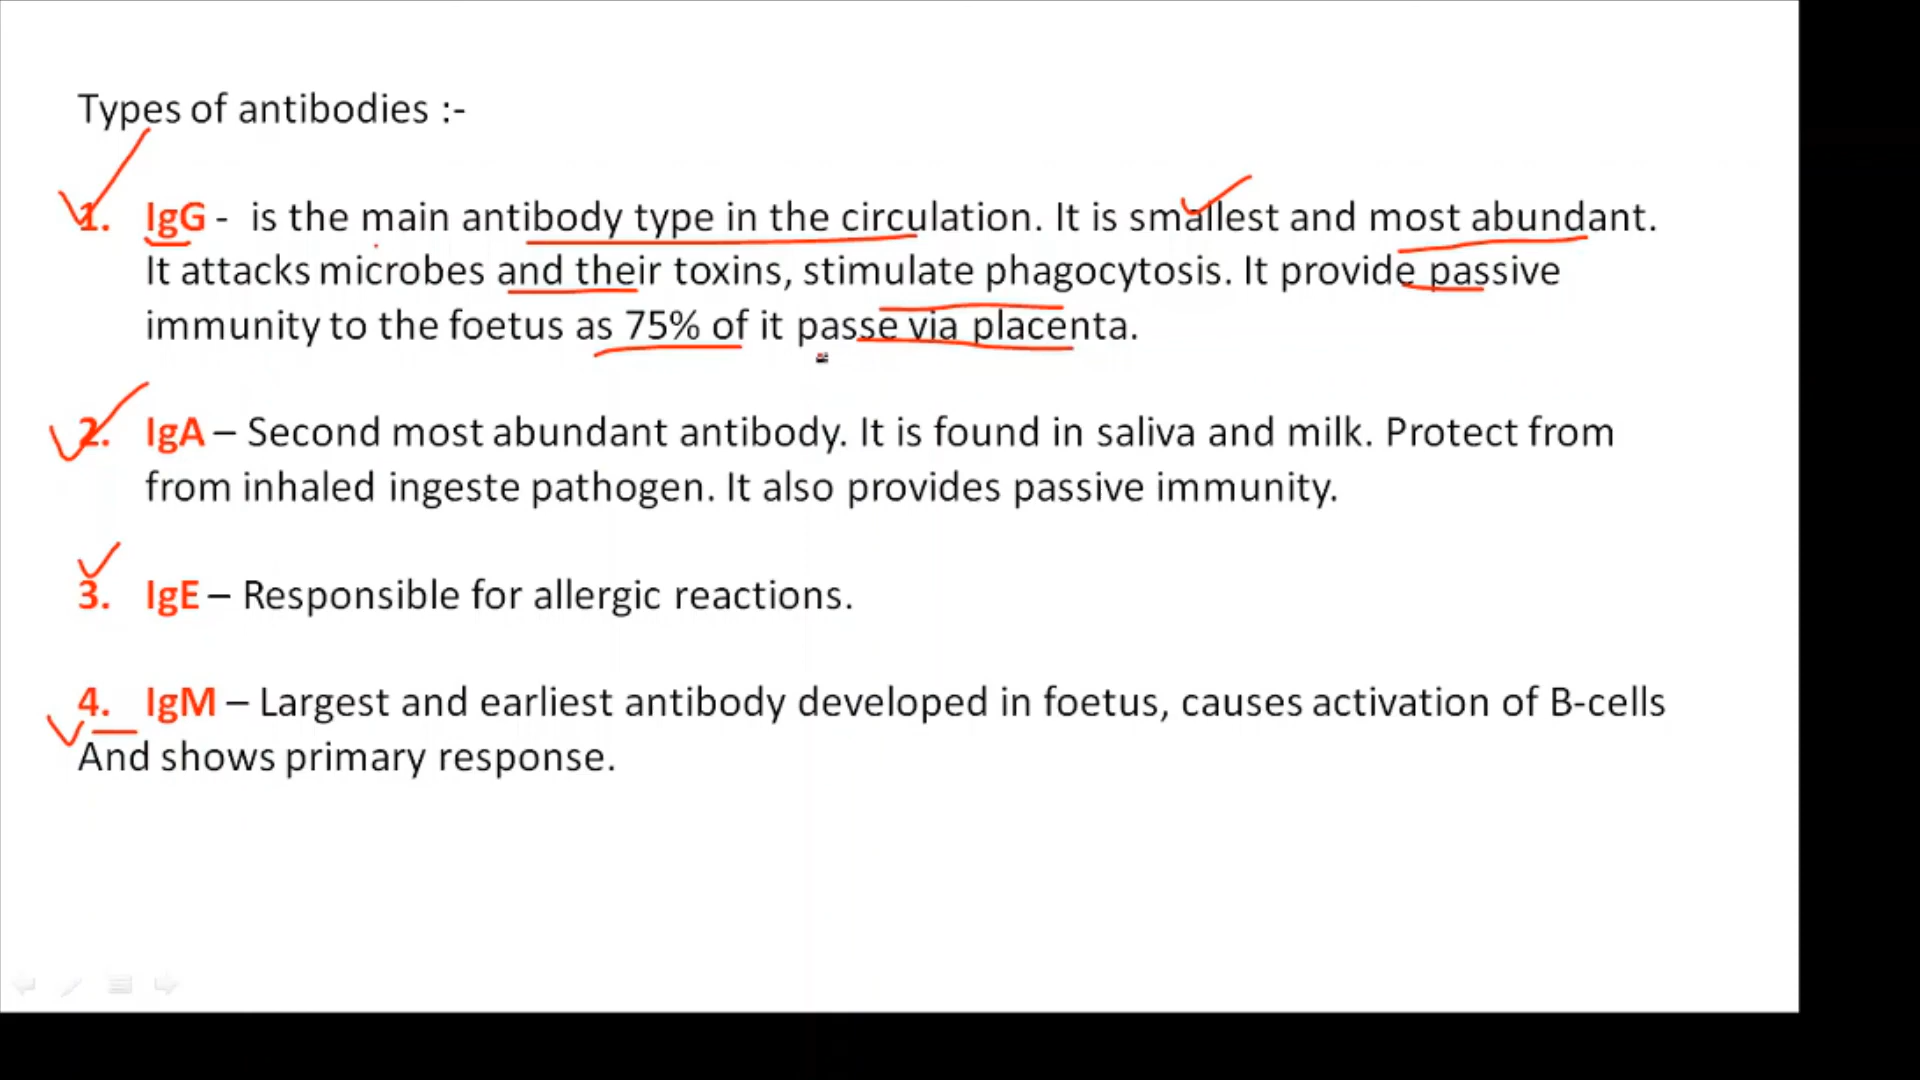 Types of antibodies :-
1. IgG - is the main antibody type in the circulation. It is smallest and most abundant.
It attacks microbes and their toxins, stimulate phagocytosis. It provide passive
immunity to the foetus as 75% of it passe via placenta.
2. IgA – Second most abundant antibody. It is found in saliva and milk. Protect from
from inhaled ingeste pathogen. It also provides passive immunity.
3. IgE – Responsible for allergic reactions.
4. IgM – Largest and earliest antibody developed in foetus, causes activation of B-cells
And shows primary response.